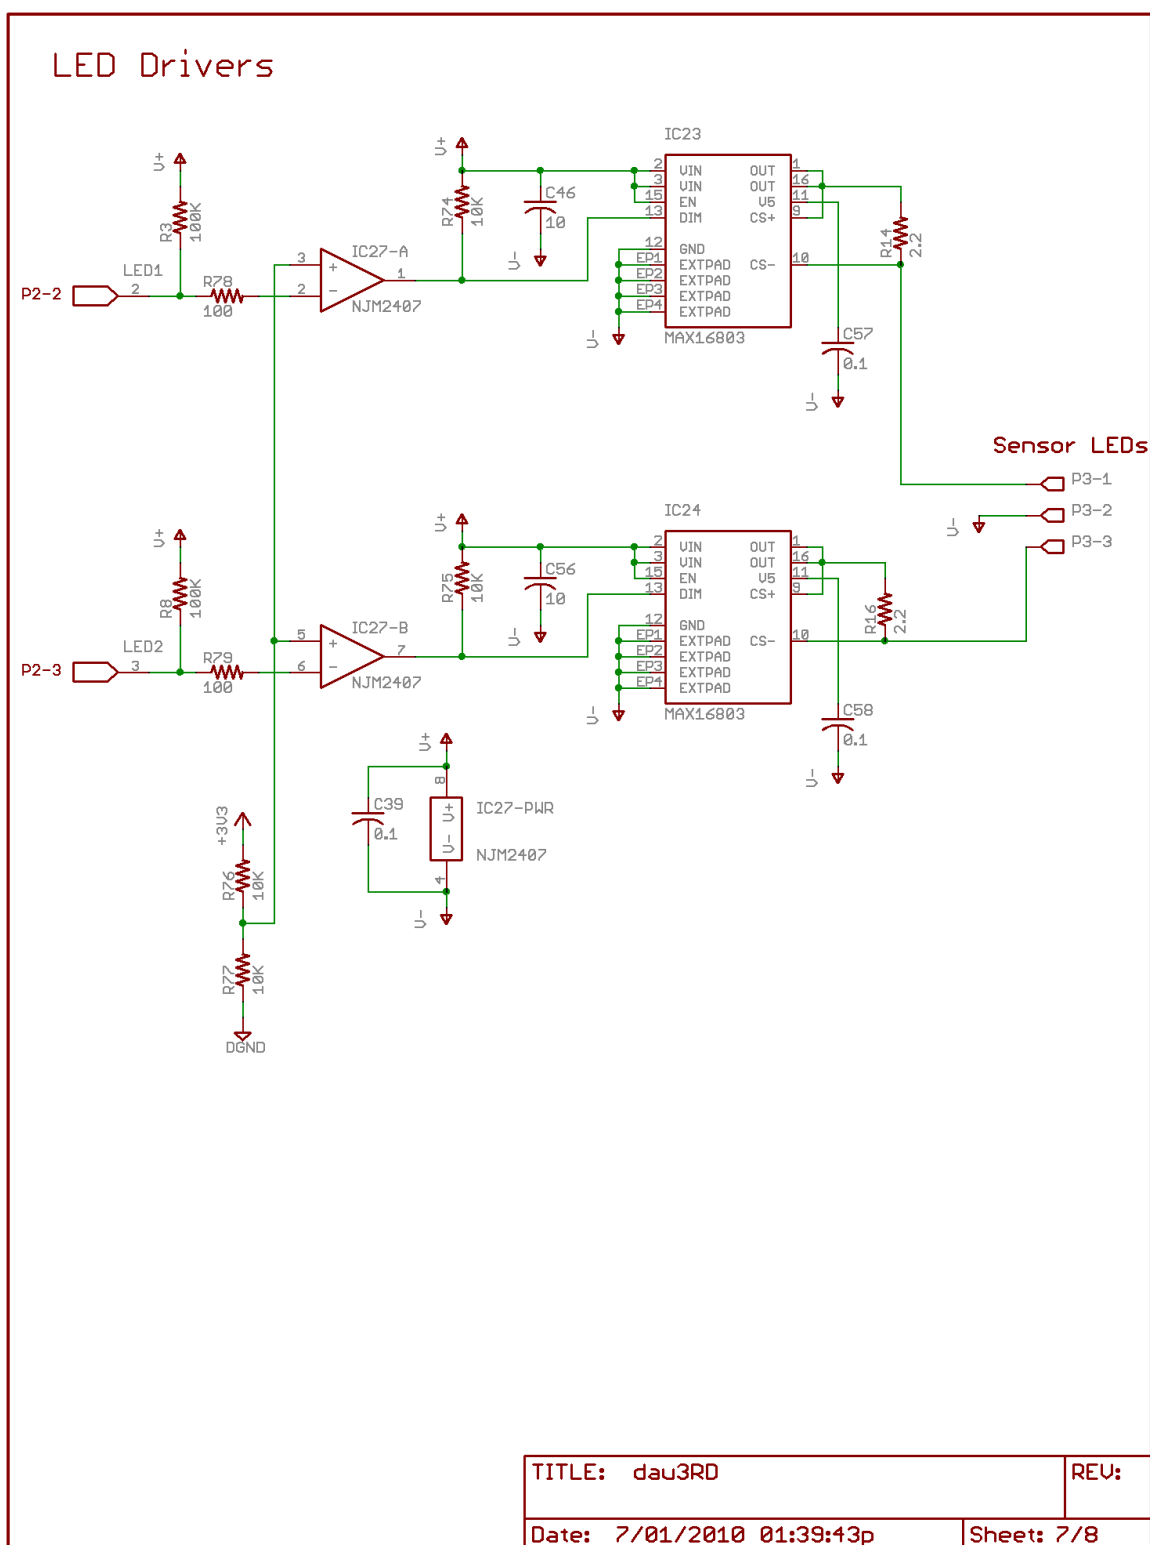 LED Drivers
IC23
V+
V+
R3
100K
R74
10K
C46
10
V-
2 VIN OUT 1
3 VIN OUT 16
15 EN V5 11
13 DIM CS+ 9
12 GND
EP1 EXTPAD CS- 10
EP2 EXTPAD
EP3 EXTPAD
EP4 EXTPAD
MAX16803
V-
R14
2.2
LED1
P2-2
2
R78
100
3
2
+
-
IC27-A
1
NJM2407
C57
0.1
V-
Sensor LEDs
P3-1
P3-2
P3-3
V-
IC24
V+
V+
R8
100K
R75
10K
C56
10
V-
2 VIN OUT 1
3 VIN OUT 16
15 EN V5 11
13 DIM CS+ 9
12 GND
EP1 EXTPAD CS- 10
EP2 EXTPAD
EP3 EXTPAD
EP4 EXTPAD
MAX16803
V-
R16
2.2
LED2
P2-3
3
R79
100
5
6
+
-
IC27-B
7
NJM2407
C58
0.1
V-
V+
8
C39
0.1
V+
V-
IC27-PWR
NJM2407
4
V-
+3V3
R76
10K
R77
10K
DGND
TITLE: dau3RD
REV:
Date: 7/01/2010 01:39:43p
Sheet: 7/8